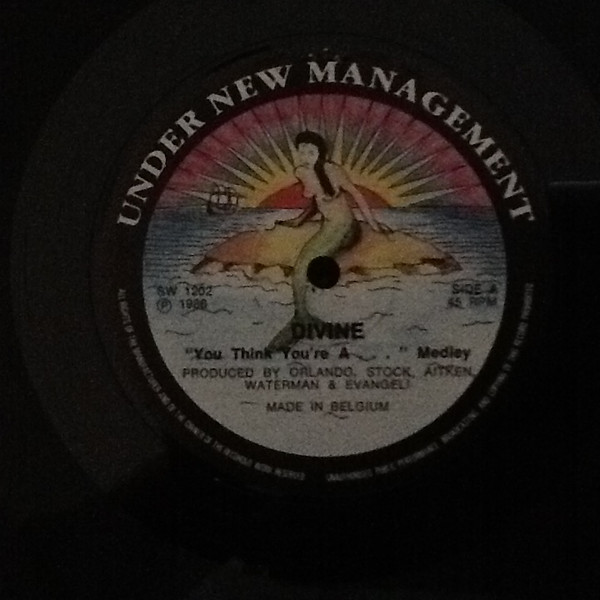 UNDER NEW MANAGEMENT
SW 1202
SIDE A
℗ 1986
45 RPM
DIVINE
"You Think You're A . . ." Medley
PRODUCED BY ORLANDO, STOCK, AITKEN,
WATERMAN & EVANGELI
MADE IN BELGIUM